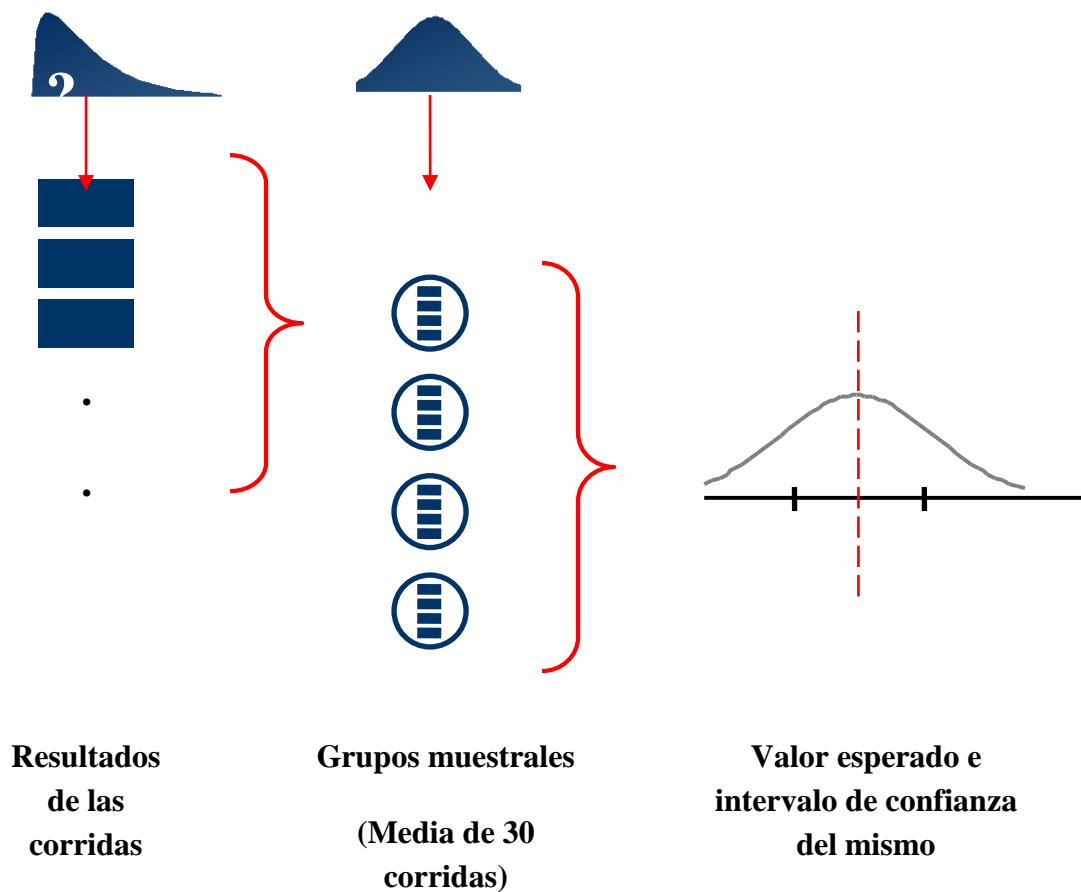 ?
Resultados
de las
corridas
Grupos muestrales
(Media de 30
corridas)
Valor esperado e
intervalo de confianza
del mismo